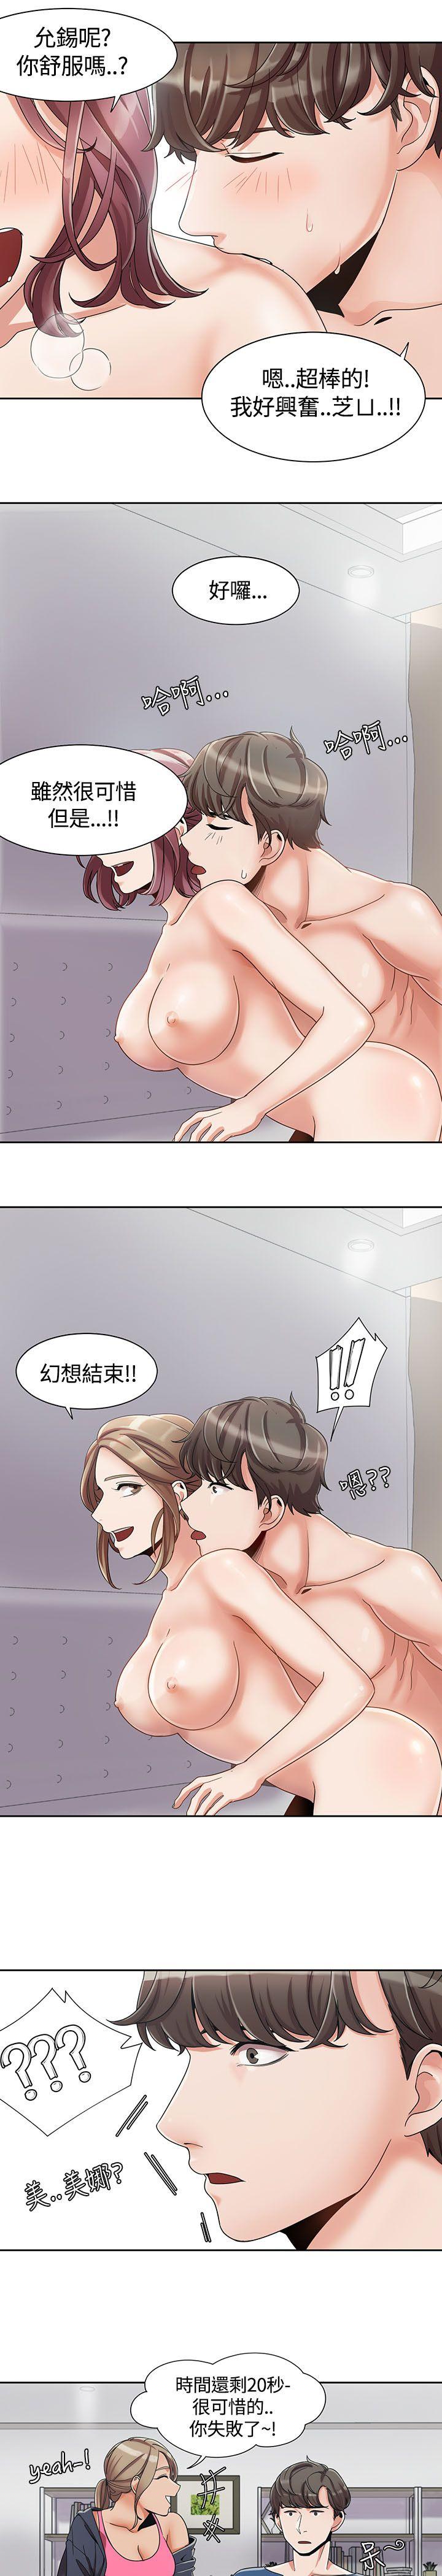 允錫呢?
你舒服嗎..?
嗯..超棒的!
我好興奮..芝ㄩ..!!
好囉...
哈啊...
哈啊...
雖然很可惜
但是...!!
幻想結束!!
!!
嗯??
???
美..美娜?
時間還剩20秒-
很可惜的..
你失敗了~!
yeah-!
呆~